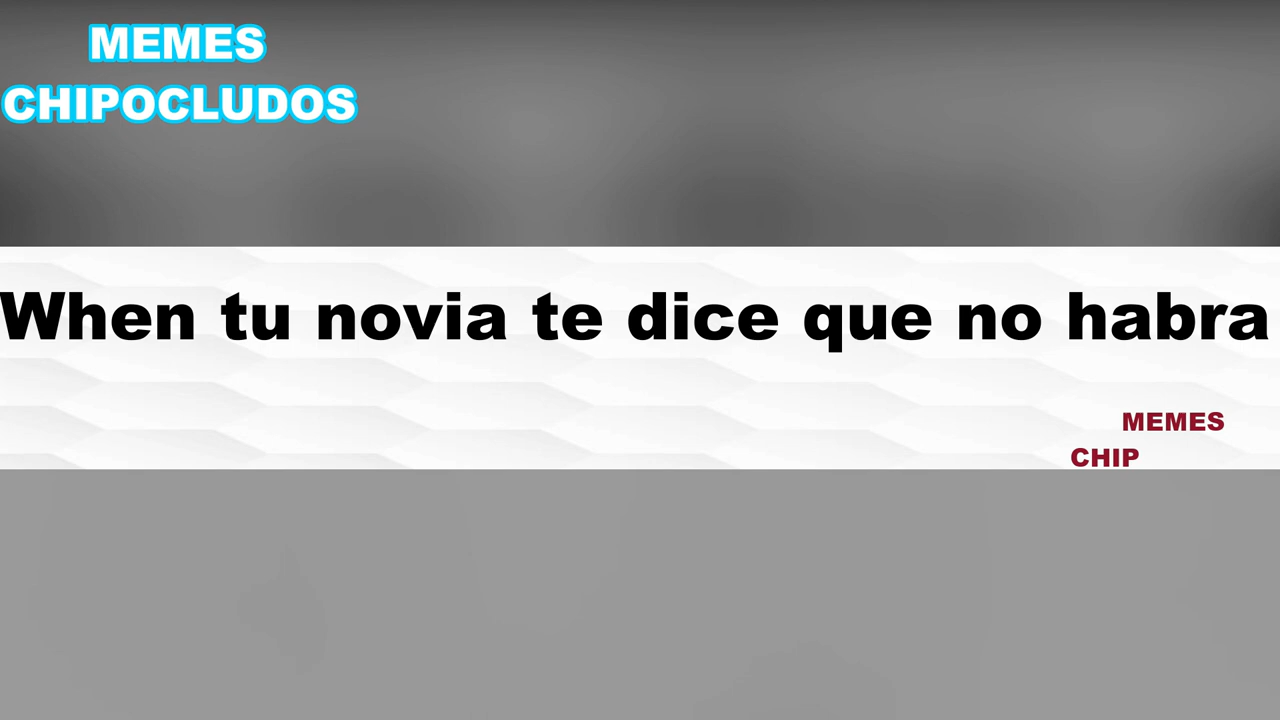 MEMES
CHIPOCLUDOS
When tu novia te dice que no habra
MEMES
CHIP